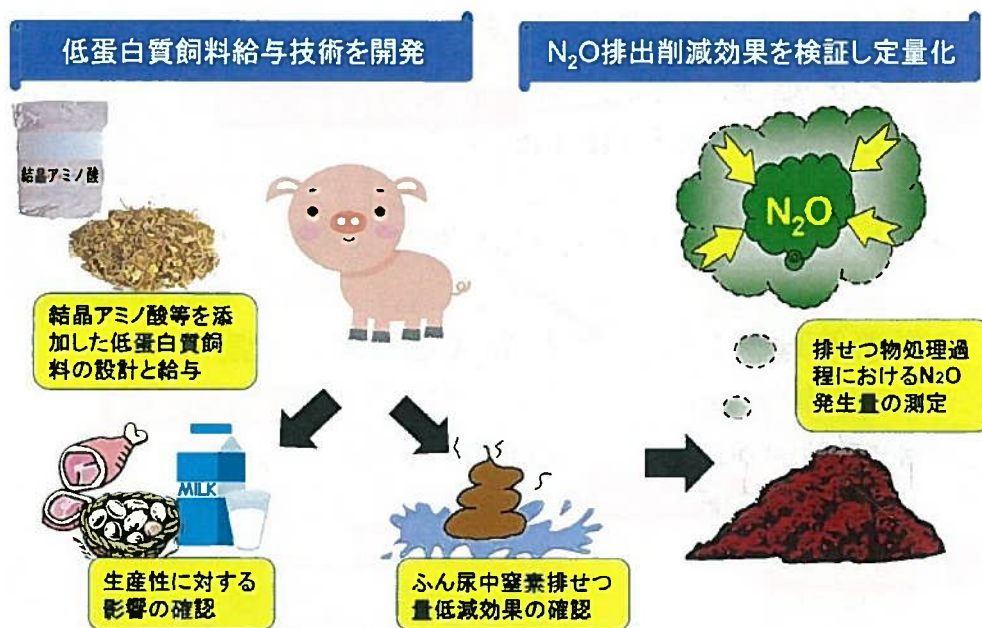 低蛋白質飼料給与技術を開発
N₂O排出削減効果を検証し定量化
結晶アミノ酸
N₂O
結晶アミノ酸等を添
加した低蛋白質飼
料の設計と給与
排せつ物処理過
程におけるN₂O
発生量の測定
MILK
生産性に対する
影響の確認
ふん尿中窒素排せつ
量低減効果の確認